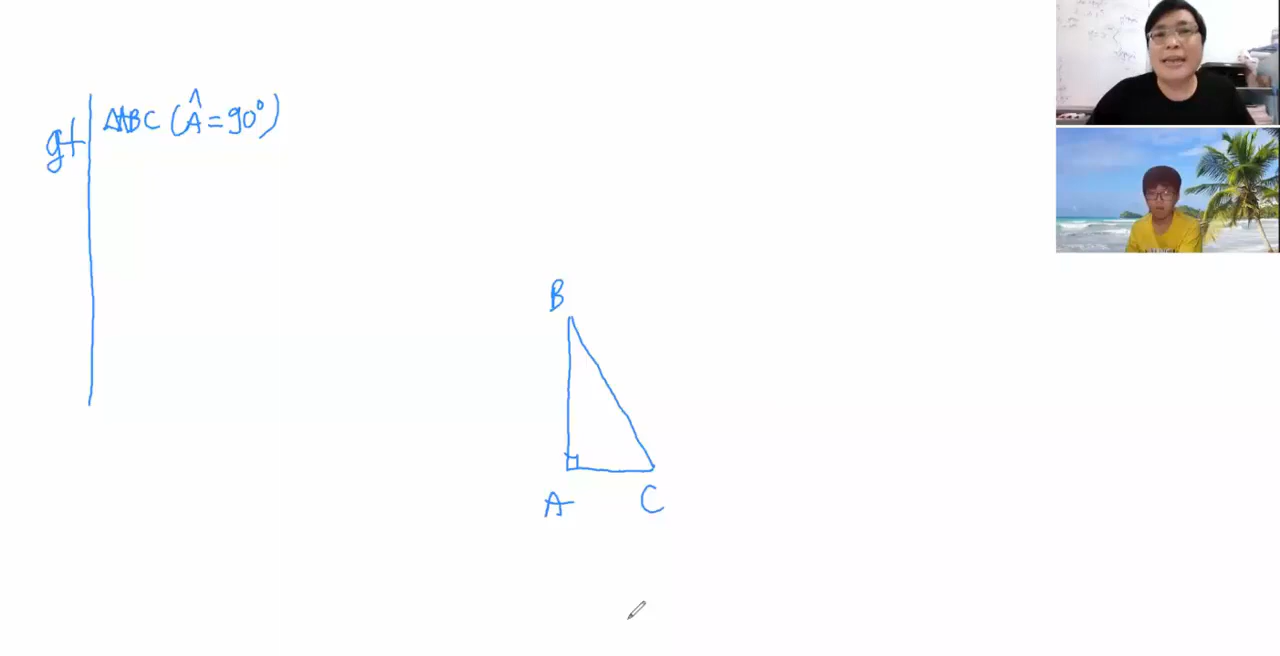 gt
ΔABC (Â = 90°)
B
A C